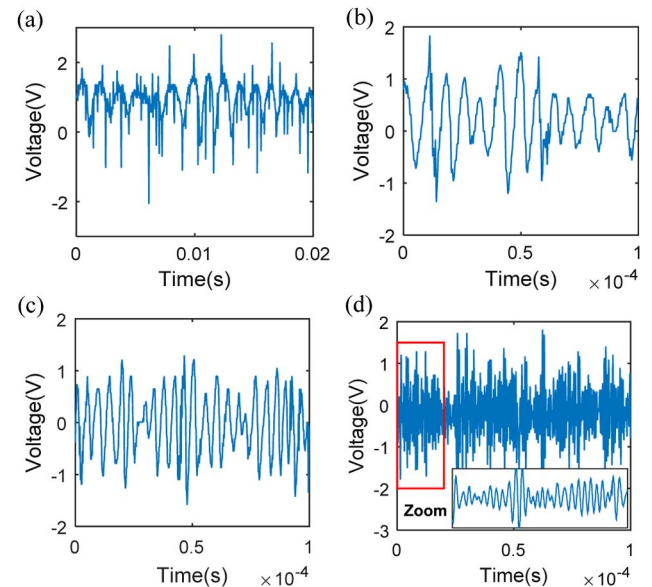 (a)
2
0
-2
Voltage(V)
0 0.01 0.02
Time(s)
(b)
2
1
0
-1
-2
Voltage(V)
0 0.5 1
Time(s) × 10⁻⁴
(c)
2
1
0
-1
-2
Voltage(V)
0 0.5 1
Time(s) × 10⁻⁴
(d)
2
1
0
-1
-2
-3
Voltage(V)
Zoom
0 0.5 1
Time(s) × 10⁻⁴